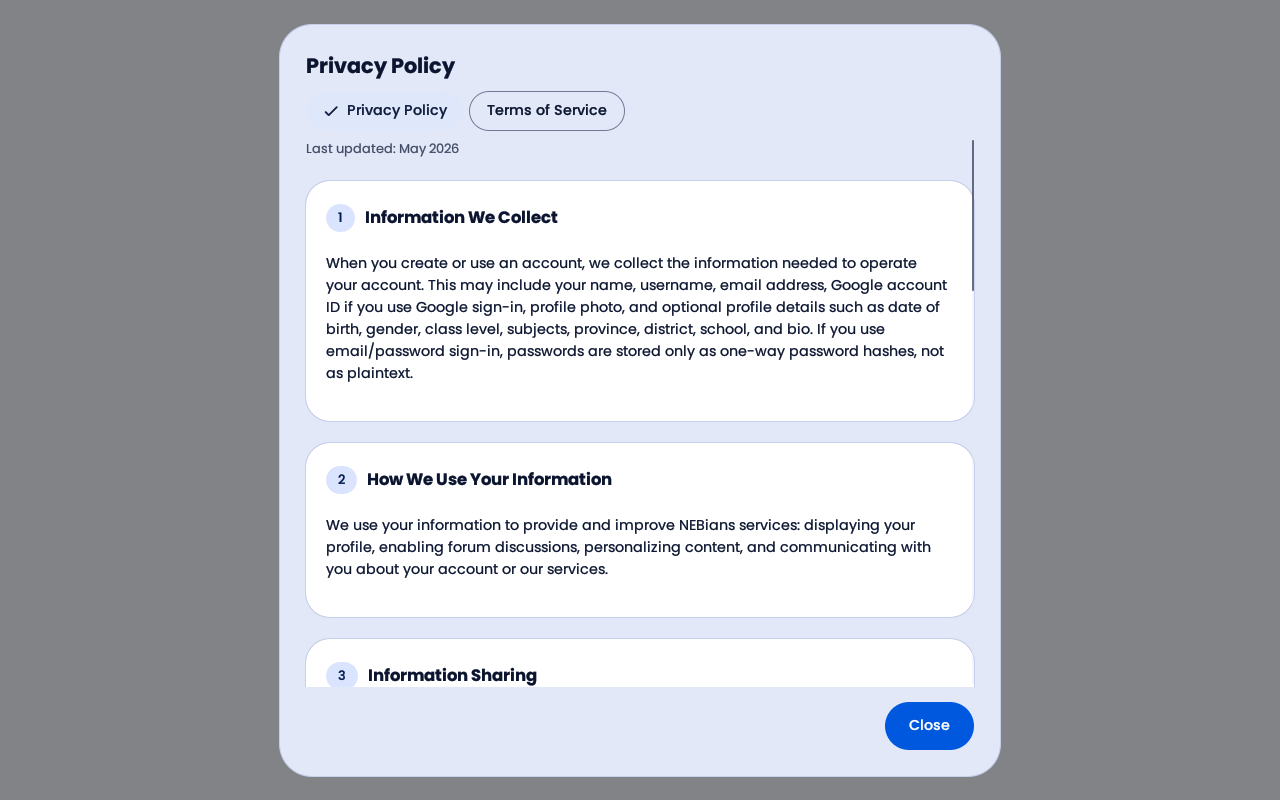 Privacy Policy
Privacy Policy
Terms of Service
Last updated: May 2026
1
Information We Collect
When you create or use an account, we collect the information needed to operate
your account. This may include your name, username, email address, Google account
ID if you use Google sign-in, profile photo, and optional profile details such as date of
birth, gender, class level, subjects, province, district, school, and bio. If you use
email/password sign-in, passwords are stored only as one-way password hashes, not
as plaintext.
2
How We Use Your Information
We use your information to provide and improve NEBians services: displaying your
profile, enabling forum discussions, personalizing content, and communicating with
you about your account or our services.
3
Information Sharing
Close